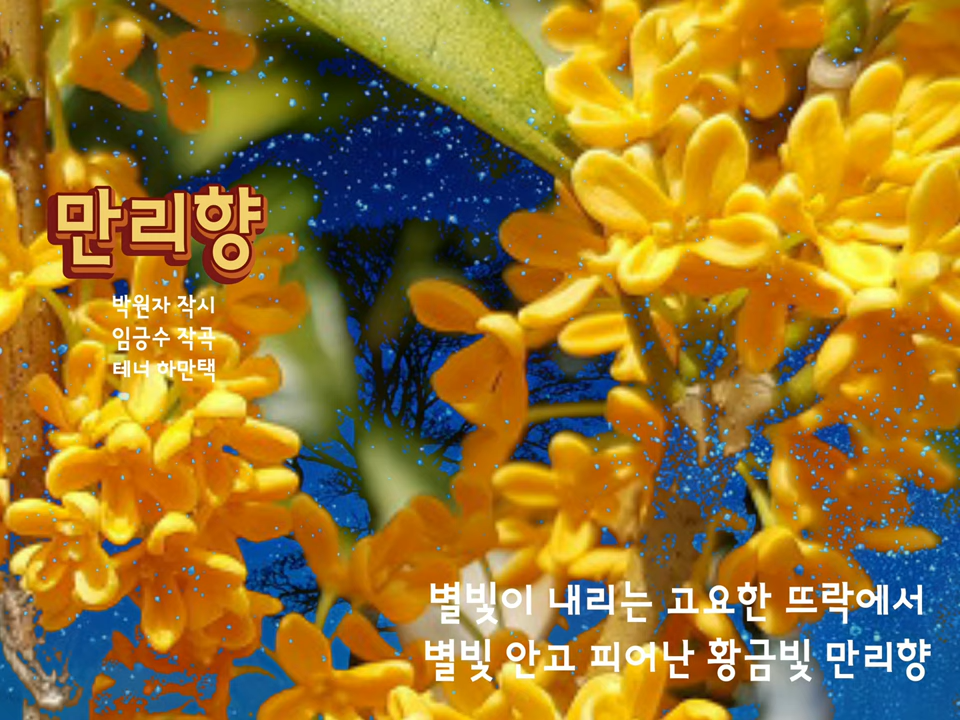 만리향
박원자 작시
임긍수 작곡
테너 하만택
별빛이 내리는 고요한 뜨락에서
별빛 안고 피어난 황금빛 만리향